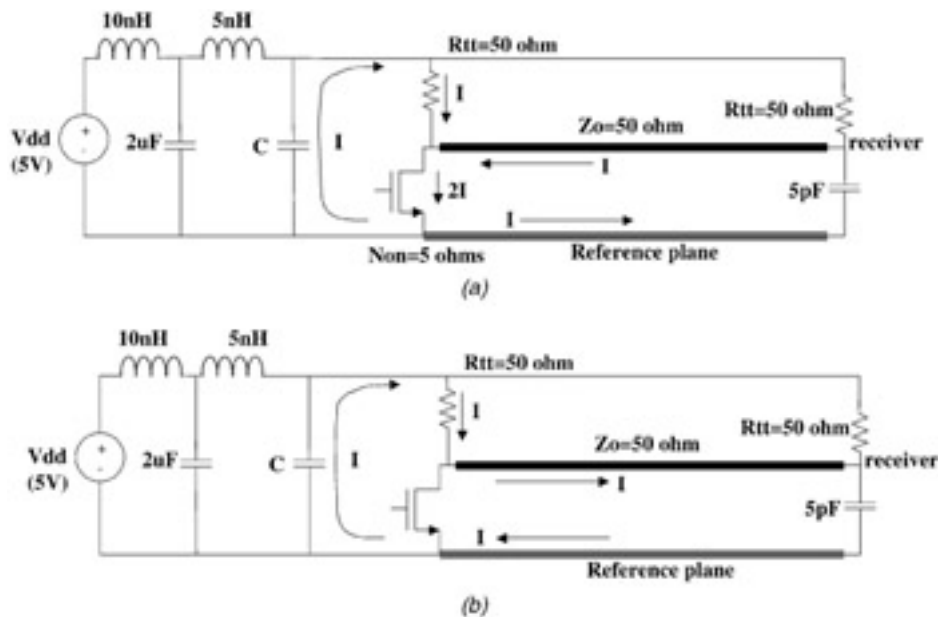 10nH 5nH
Rtt=50 ohm
I
Rtt=50 ohm
Zo=50 ohm
receiver
Vdd
(5V)
2uF
C
I
I
2I
5pF
I
Non=5 ohms
Reference plane
(a)
10nH 5nH
Rtt=50 ohm
I
Rtt=50 ohm
Zo=50 ohm
receiver
Vdd
(5V)
2uF
C
I
I
5pF
I
Reference plane
(b)